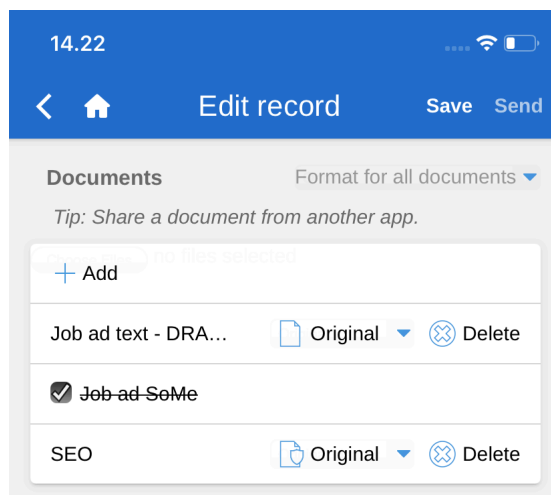 14.22
Edit record Save Send
Documents Format for all documents
Tip: Share a document from another app.
no files selected
Add
Job ad text - DRA... Original Delete
Job ad SoMe
SEO Original Delete